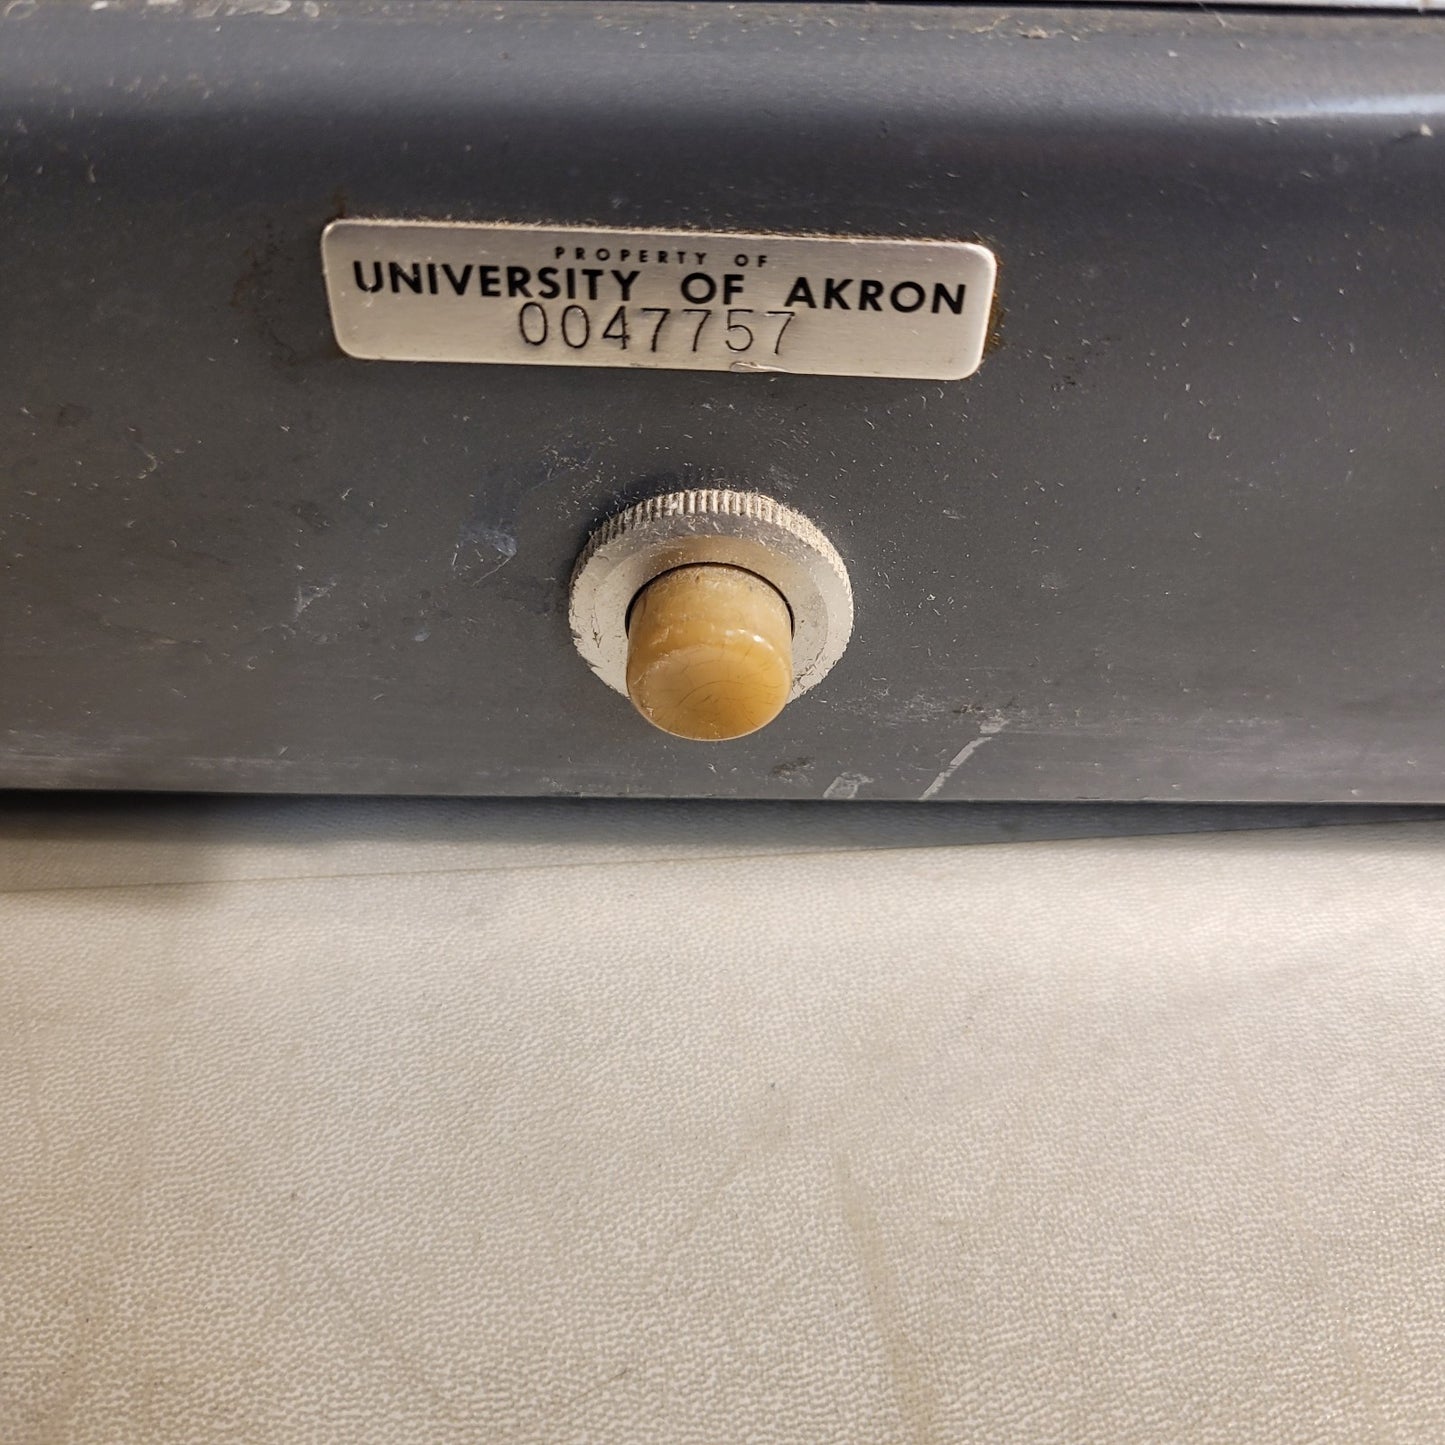 PROPERTY OF
UNIVERSITY OF AKRON
0047757